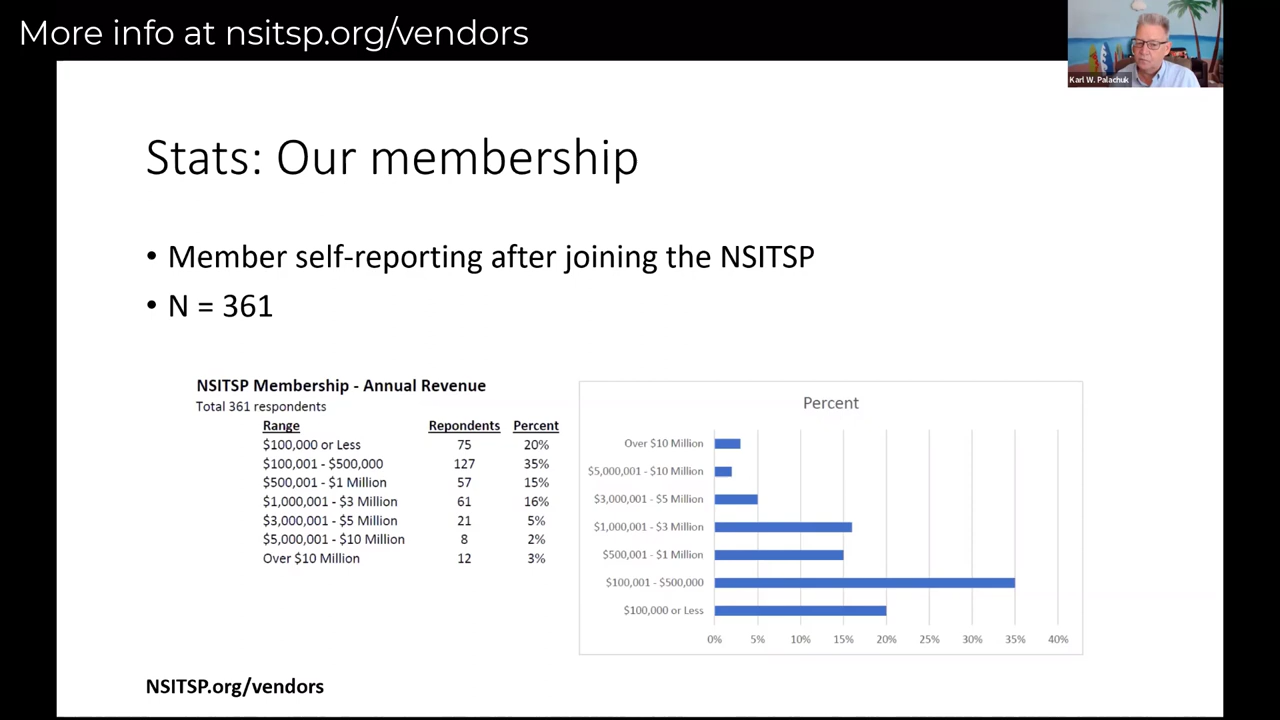 More info at nsitsp.org/vendors
Karl W. Palachuk
Stats: Our membership
• Member self-reporting after joining the NSITSP
• N = 361
NSITSP Membership - Annual Revenue
Total 361 respondents
Range Repondents Percent
$100,000 or Less 75 20%
$100,001 - $500,000 127 35%
$500,001 - $1 Million 57 15%
$1,000,001 - $3 Million 61 16%
$3,000,001 - $5 Million 21 5%
$5,000,001 - $10 Million 8 2%
Over $10 Million 12 3%
Percent
Over $10 Million
$5,000,001 - $10 Million
$3,000,001 - $5 Million
$1,000,001 - $3 Million
$500,001 - $1 Million
$100,001 - $500,000
$100,000 or Less
0% 5% 10% 15% 20% 25% 30% 35% 40%
NSITSP.org/vendors